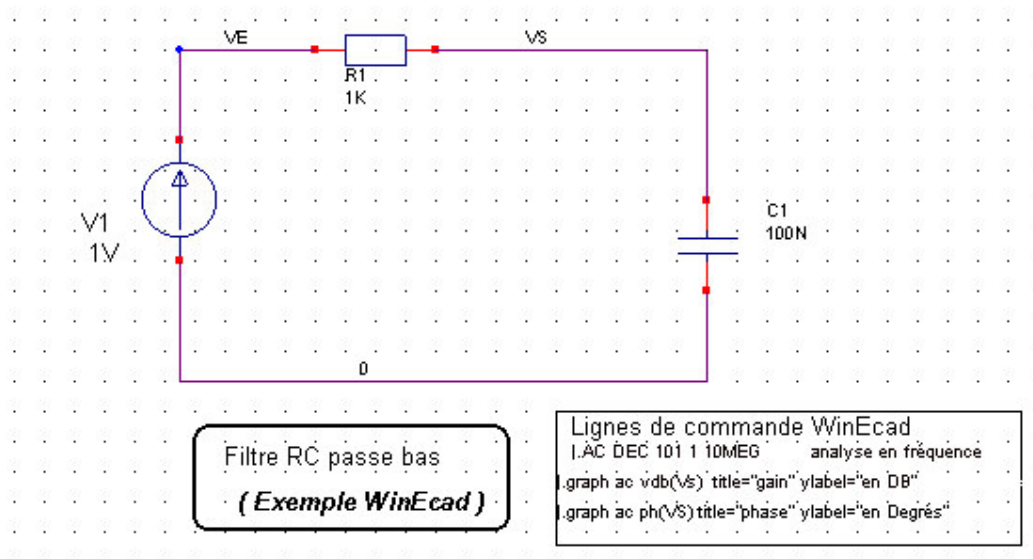 VE
VS
R1
1K
V1
1V
C1
100N
0
Filtre RC passe bas
( Exemple WinEcad )
Lignes de commande WinEcad
|.AC DEC 101 1 10MEG analyse en fréquence
|.graph ac vdb(Vs) title="gain" ylabel="en DB"
|.graph ac ph(VS) title="phase" ylabel="en Degrés"